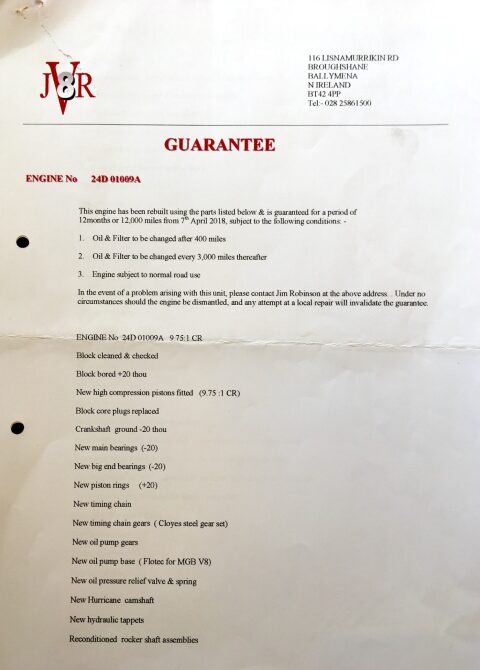 JV8R
116 LISNAMURRIKIN RD
BROUGHSHANE
BALLYMENA
N IRELAND
BT42 4PP
Tel:- 028 25861500
GUARANTEE
ENGINE No 24D 01009A
This engine has been rebuilt using the parts listed below & is guaranteed for a period of
12months or 12,000 miles from 7th April 2018, subject to the following conditions: -
1. Oil & Filter to be changed after 400 miles
2. Oil & Filter to be changed every 3,000 miles thereafter
3. Engine subject to normal road use
In the event of a problem arising with this unit, please contact Jim Robinson at the above address. . Under no
circumstances should the engine be dismantled, and any attempt at a local repair will invalidate the guarantee.
ENGINE No 24D 01009A 9.75:1 CR
Block cleaned & checked
Block bored +20 thou
New high compression pistons fitted (9.75 :1 CR)
Block core plugs replaced
Crankshaft ground -20 thou
New main bearings (-20)
New big end bearings (-20)
New piston rings (+20)
New timing chain
New timing chain gears ( Cloyes steel gear set)
New oil pump gears
New oil pump base ( Flotec for MGB V8)
New oil pressure relief valve & spring
New Hurricane camshaft
New hydraulic tappets
Reconditioned rocker shaft assemblies